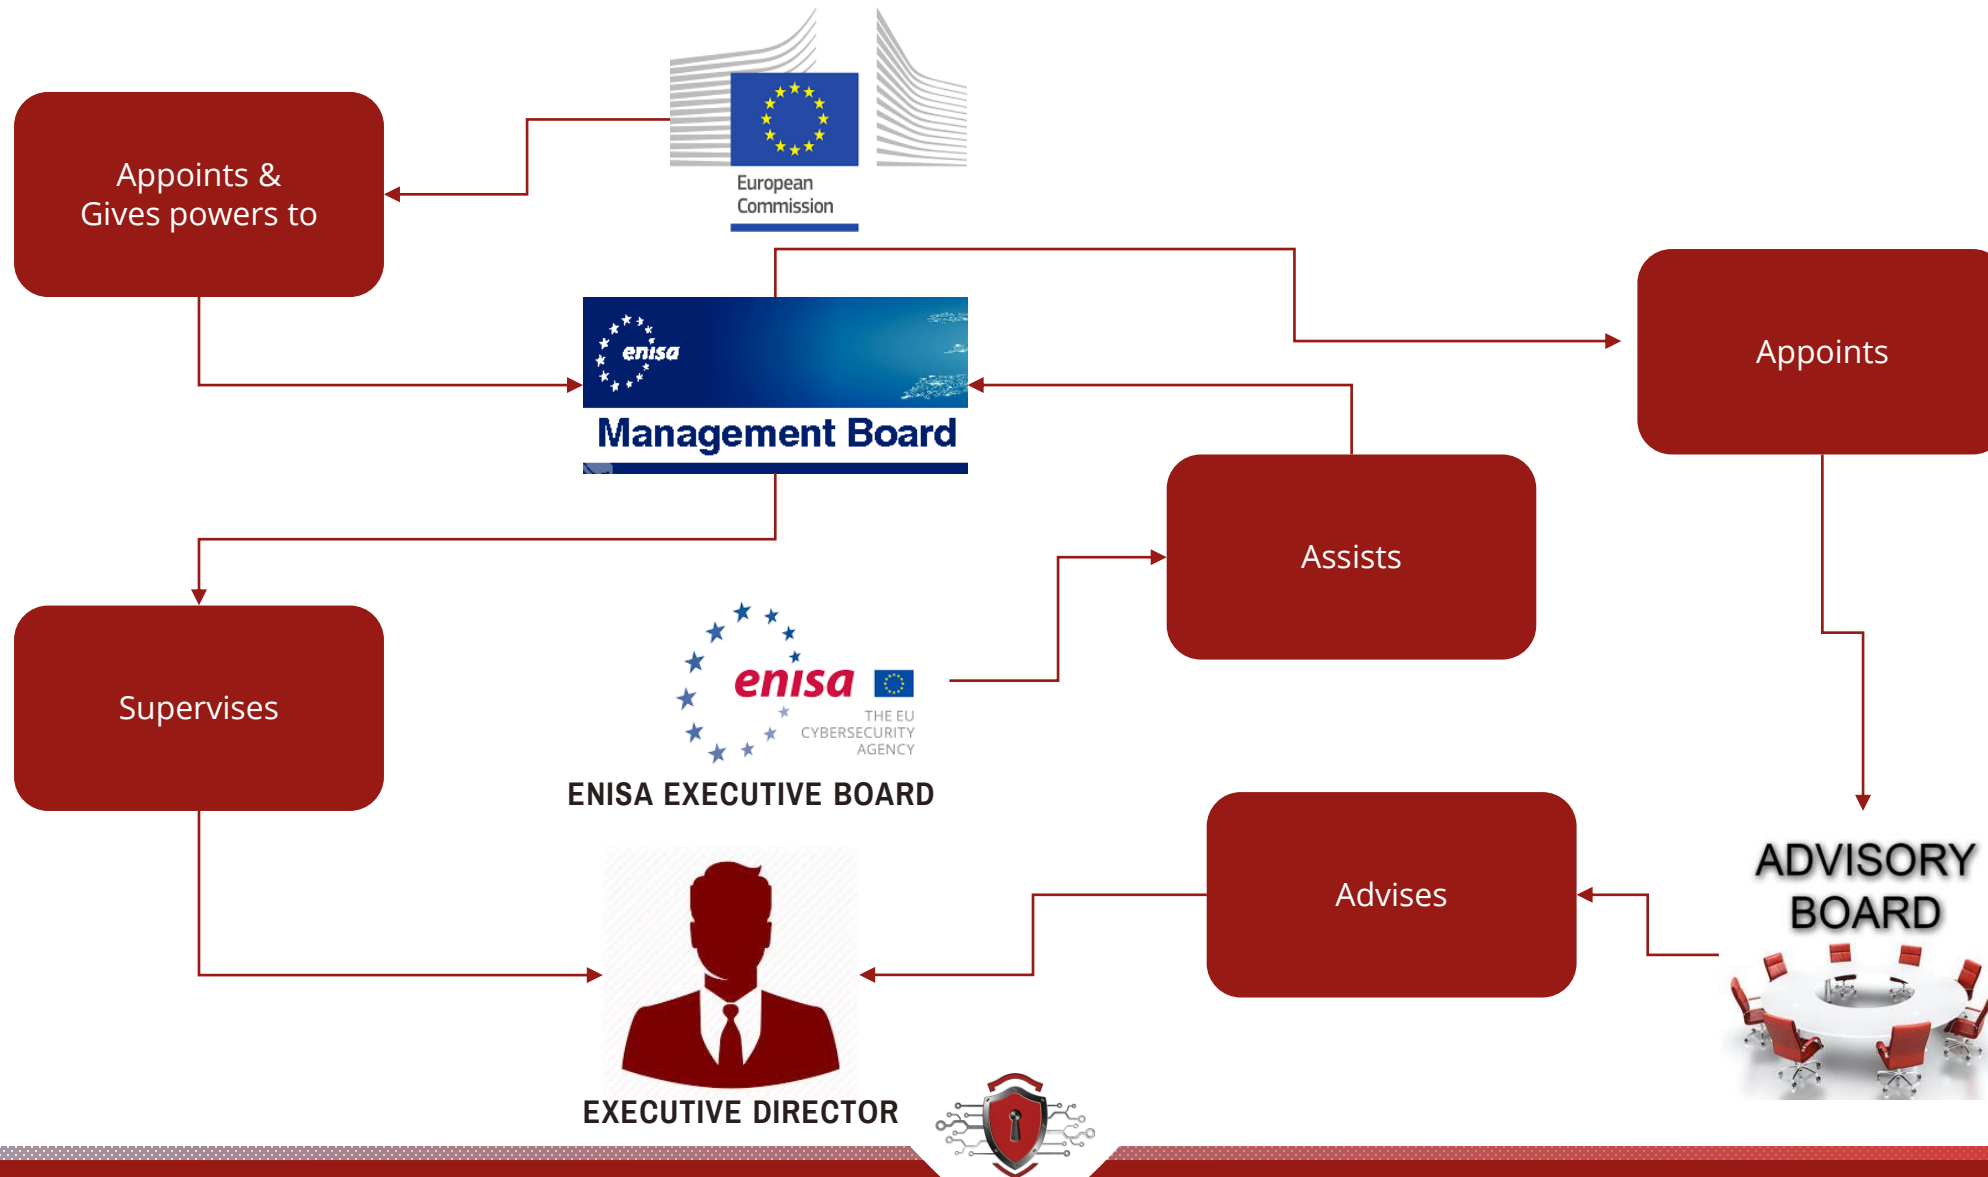 Appoints &
Gives powers to
European
Commission
enisa
Management Board
Appoints
Assists
Supervises
enisa
THE EU
CYBERSECURITY
AGENCY
ENISA EXECUTIVE BOARD
Advises
ADVISORY
BOARD
EXECUTIVE DIRECTOR